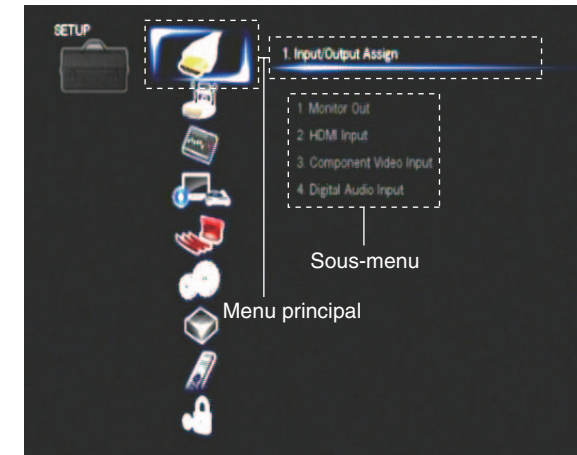 SETUP
1. Input/Output Assign
1 Monitor Out
2 HDMI Input
3 Component Video Input
4 Digital Audio Input
Sous-menu
Menu principal